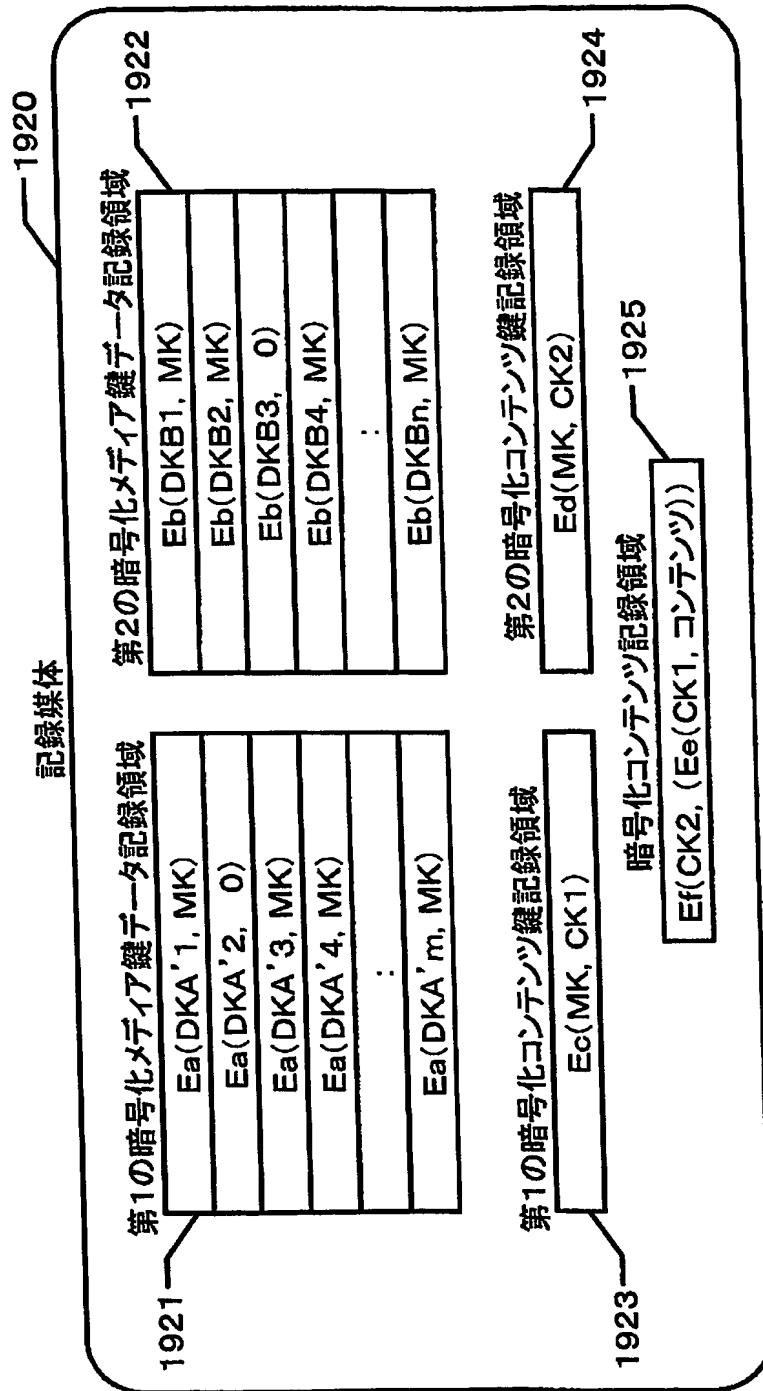 記録媒体
1920
第1の暗号化メディア鍵データ記録領域
1921
Ea(DKA'1, MK)
Ea(DKA'2, 0)
Ea(DKA'3, MK)
Ea(DKA'4, MK)
:
Ea(DKA'm, MK)
第2の暗号化メディア鍵データ記録領域
1922
Eb(DKB1, MK)
Eb(DKB2, MK)
Eb(DKB3, 0)
Eb(DKB4, MK)
:
Eb(DKBn, MK)
第1の暗号化コンテンツ鍵記録領域
1923
Ec(MK, CK1)
第2の暗号化コンテンツ鍵記録領域
1924
Ed(MK, CK2)
暗号化コンテンツ記録領域
1925
Ef(CK2, (Ee(CK1, コンテンツ))